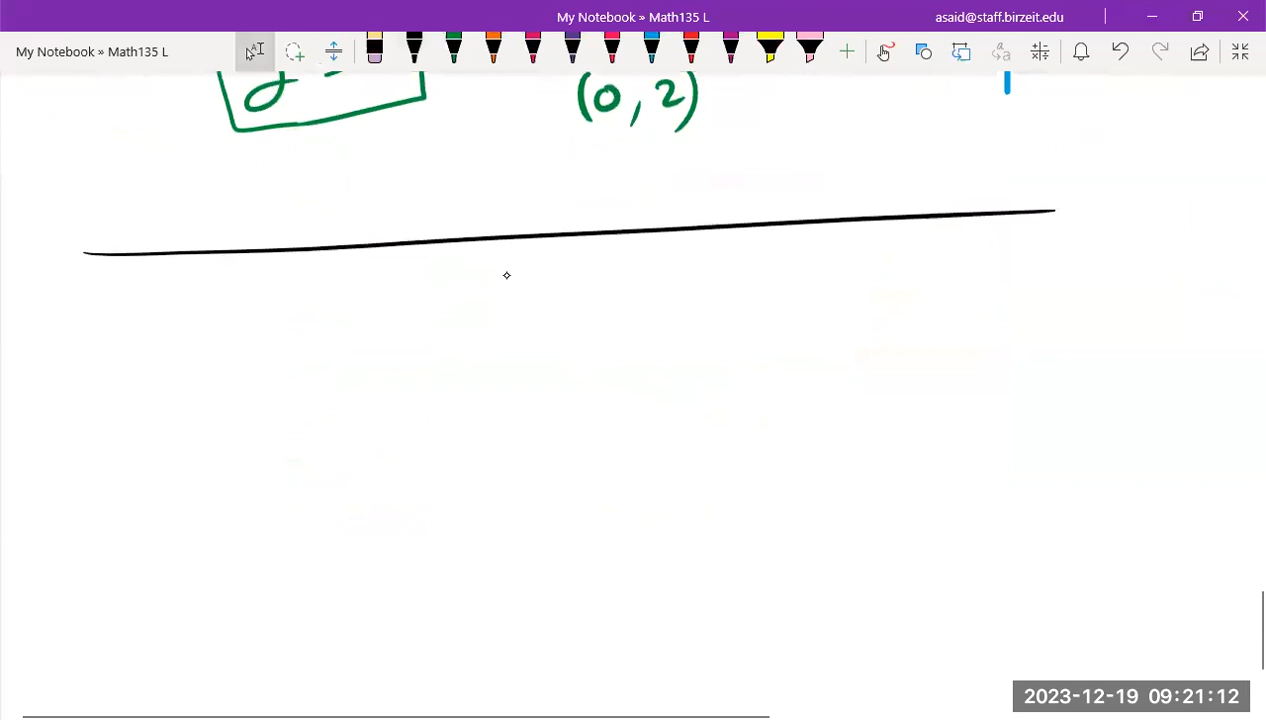 My Notebook » Math135 L
asaid@staff.birzeit.edu
My Notebook » Math135 L
(0, 2)
2023-12-19 09:21:12